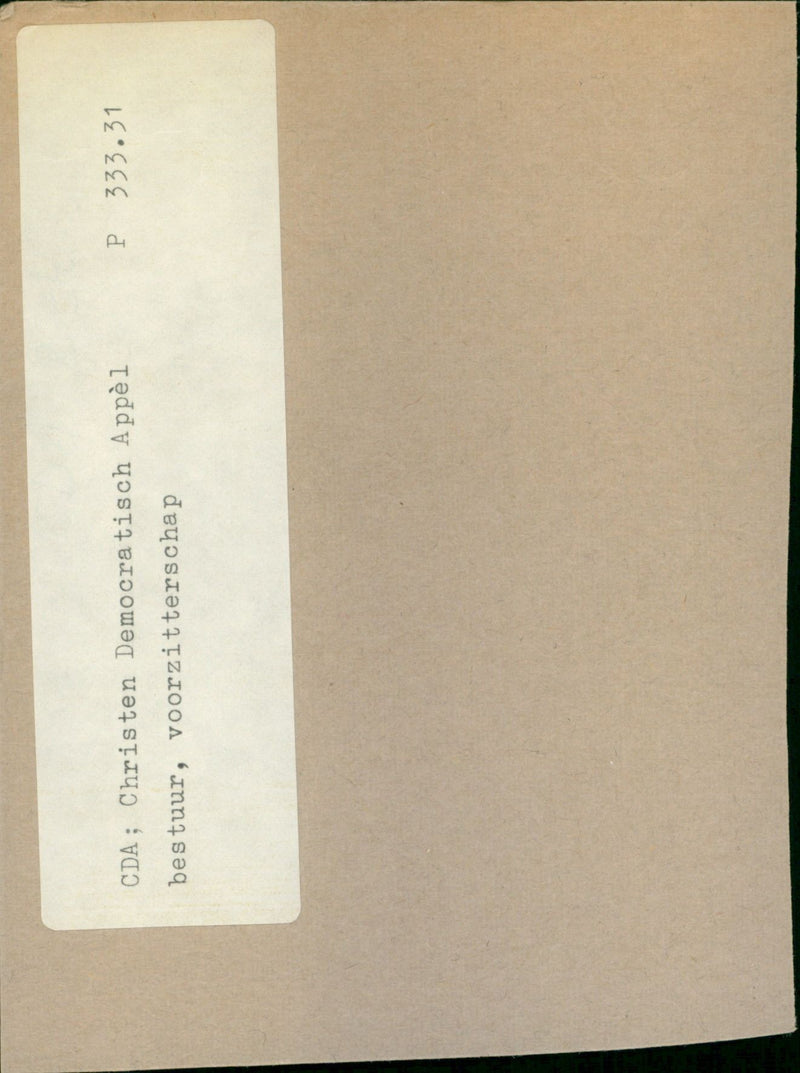 CDA; Christen Democratisch Appèl P 333.31
bestuur, voorzitterschap